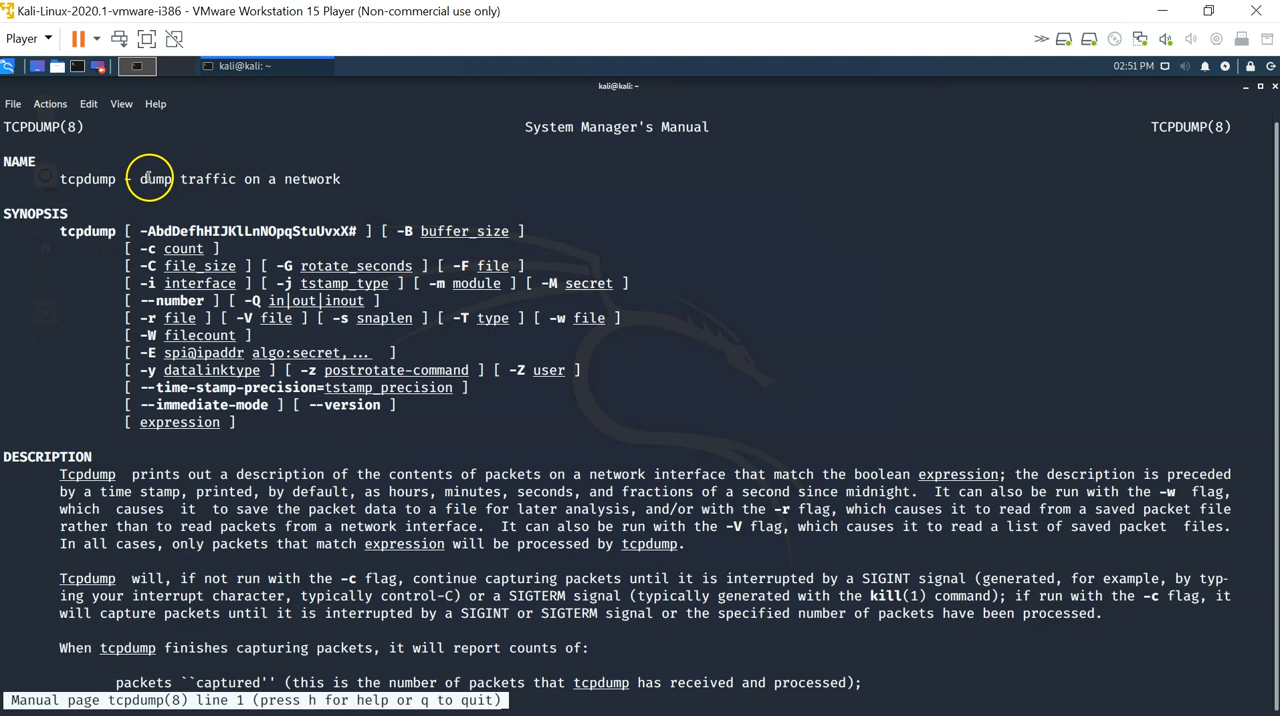 Kali-Linux-2020.1-vmware-i386 - VMware Workstation 15 Player (Non-commercial use only)
Player
kali@kali: ~
02:51 PM
kali@kali: ~
File Actions Edit View Help
TCPDUMP(8) System Manager's Manual TCPDUMP(8)
NAME
tcpdump - dump traffic on a network
SYNOPSIS
tcpdump [ -AbdDefhHIJKlLnNOpqStuUvxX# ] [ -B buffer_size ]
[ -c count ]
[ -C file_size ] [ -G rotate_seconds ] [ -F file ]
[ -i interface ] [ -j tstamp_type ] [ -m module ] [ -M secret ]
[ --number ] [ -Q in|out|inout ]
[ -r file ] [ -V file ] [ -s snaplen ] [ -T type ] [ -w file ]
[ -W filecount ]
[ -E spi@ipaddr algo:secret,... ]
[ -y datalinktype ] [ -z postrotate-command ] [ -Z user ]
[ --time-stamp-precision=tstamp_precision ]
[ --immediate-mode ] [ --version ]
[ expression ]
DESCRIPTION
Tcpdump prints out a description of the contents of packets on a network interface that match the boolean expression; the description is preceded
by a time stamp, printed, by default, as hours, minutes, seconds, and fractions of a second since midnight. It can also be run with the -w flag,
which causes it to save the packet data to a file for later analysis, and/or with the -r flag, which causes it to read from a saved packet file
rather than to read packets from a network interface. It can also be run with the -V flag, which causes it to read a list of saved packet files.
In all cases, only packets that match expression will be processed by tcpdump.
Tcpdump will, if not run with the -c flag, continue capturing packets until it is interrupted by a SIGINT signal (generated, for example, by typ-
ing your interrupt character, typically control-C) or a SIGTERM signal (typically generated with the kill(1) command); if run with the -c flag, it
will capture packets until it is interrupted by a SIGINT or SIGTERM signal or the specified number of packets have been processed.
When tcpdump finishes capturing packets, it will report counts of:
packets ``captured'' (this is the number of packets that tcpdump has received and processed);
Manual page tcpdump(8) line 1 (press h for help or q to quit)